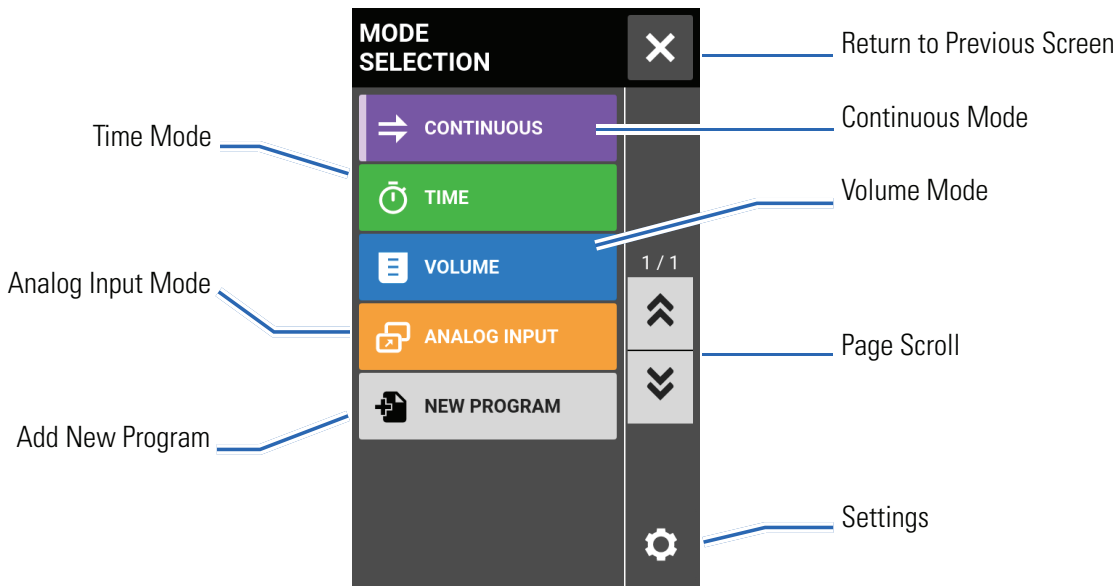 MODE
SELECTION
Return to Previous Screen
CONTINUOUS
Continuous Mode
Time Mode
TIME
Volume Mode
VOLUME
1 / 1
Analog Input Mode
ANALOG INPUT
Page Scroll
NEW PROGRAM
Add New Program
Settings